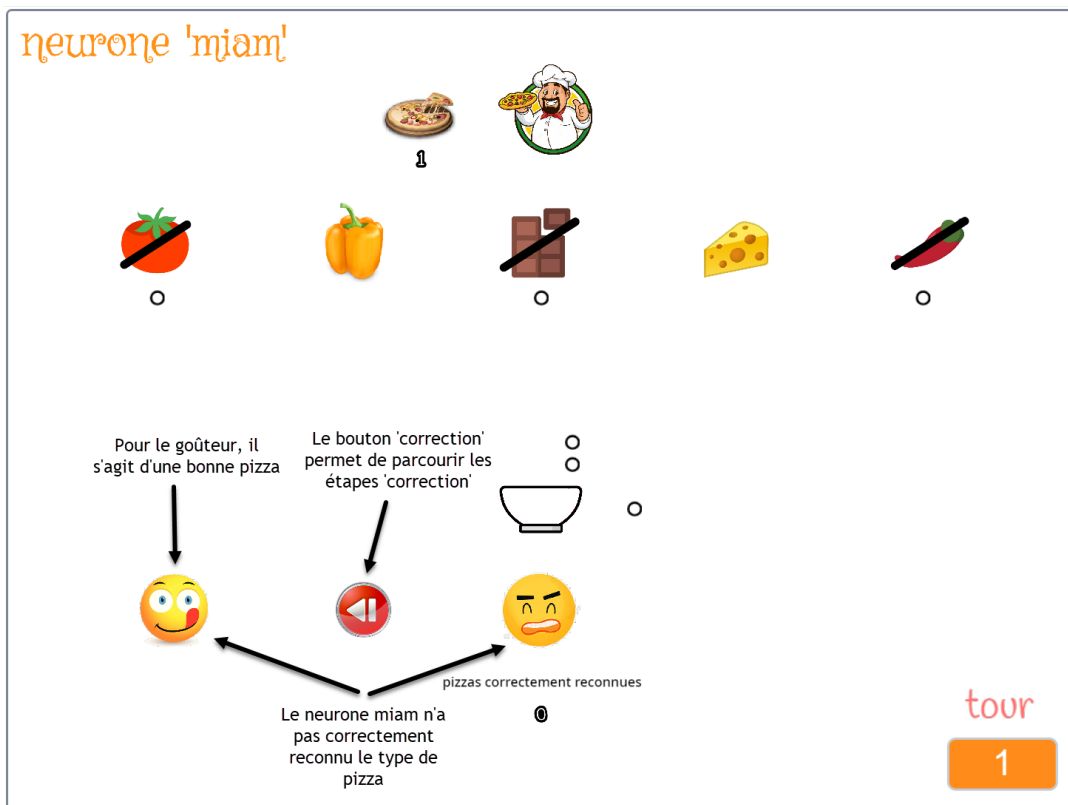 neurone 'miam'
1
Pour le goûteur, il
s'agit d'une bonne pizza
Le bouton 'correction'
permet de parcourir les
étapes 'correction'
pizzas correctement reconnues
0
Le neurone miam n'a
pas correctement
reconnu le type de
pizza
tour
1